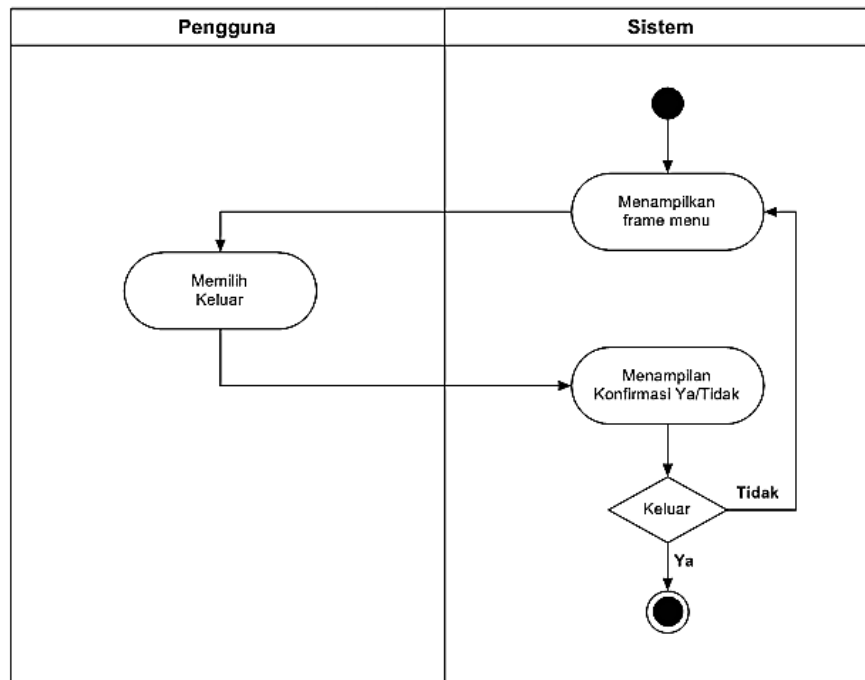 Pengguna
Sistem
Menampilkan
frame menu
Memilih
Keluar
Menampilan
Konfirmasi Ya/Tidak
Keluar
Tidak
Ya